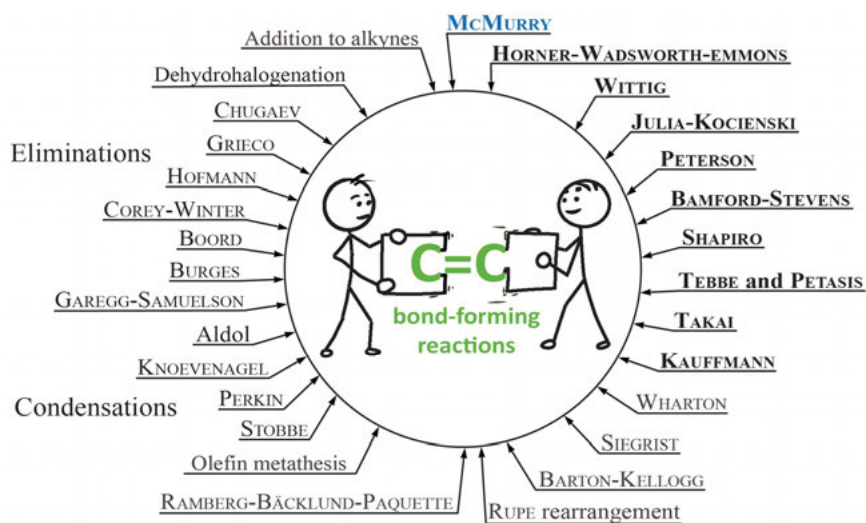 McMURRY
Addition to alkynes
HORNER-WADSWORTH-EMMONS
Dehydrohalogenation
WITTIG
CHUGAEV
JULIA-KOCIENSKI
Eliminations
GRIECO
PETERSON
HOFMANN
BAMFORD-STEVENS
COREY-WINTER
BOORD
SHAPIRO
C=C
BURGES
TEBBE and PETASIS
GAREGG-SAMUELSON
bond-forming
reactions
TAKAI
Aldol
KNOEVENAGEL
KAUFFMANN
PERKIN
WHARTON
Condensations
STOBBE
SIEGRIST
Olefin metathesis
BARTON-KELLOGG
RAMBERG-BÄCKLUND-PAQUETTE
RUPE rearrangement